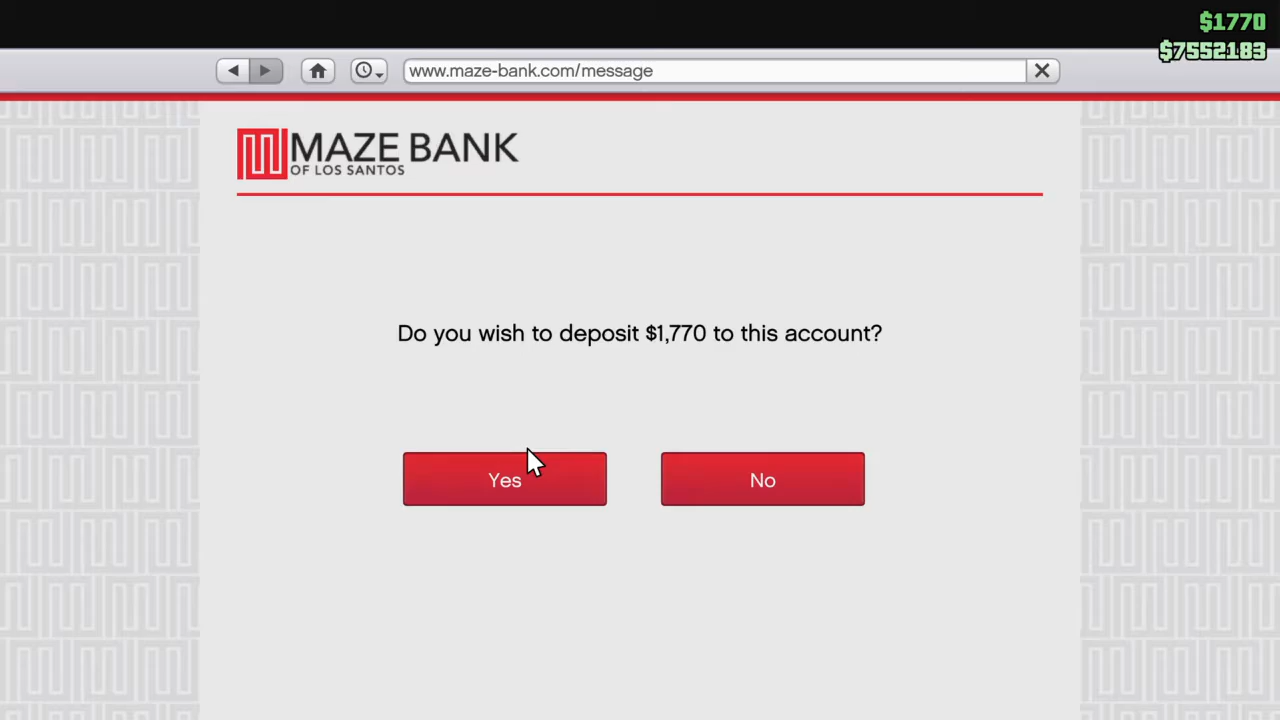 $1770
$7552183
www.maze-bank.com/message
MAZE BANK
OF LOS SANTOS
Do you wish to deposit $1,770 to this account?
Yes
No